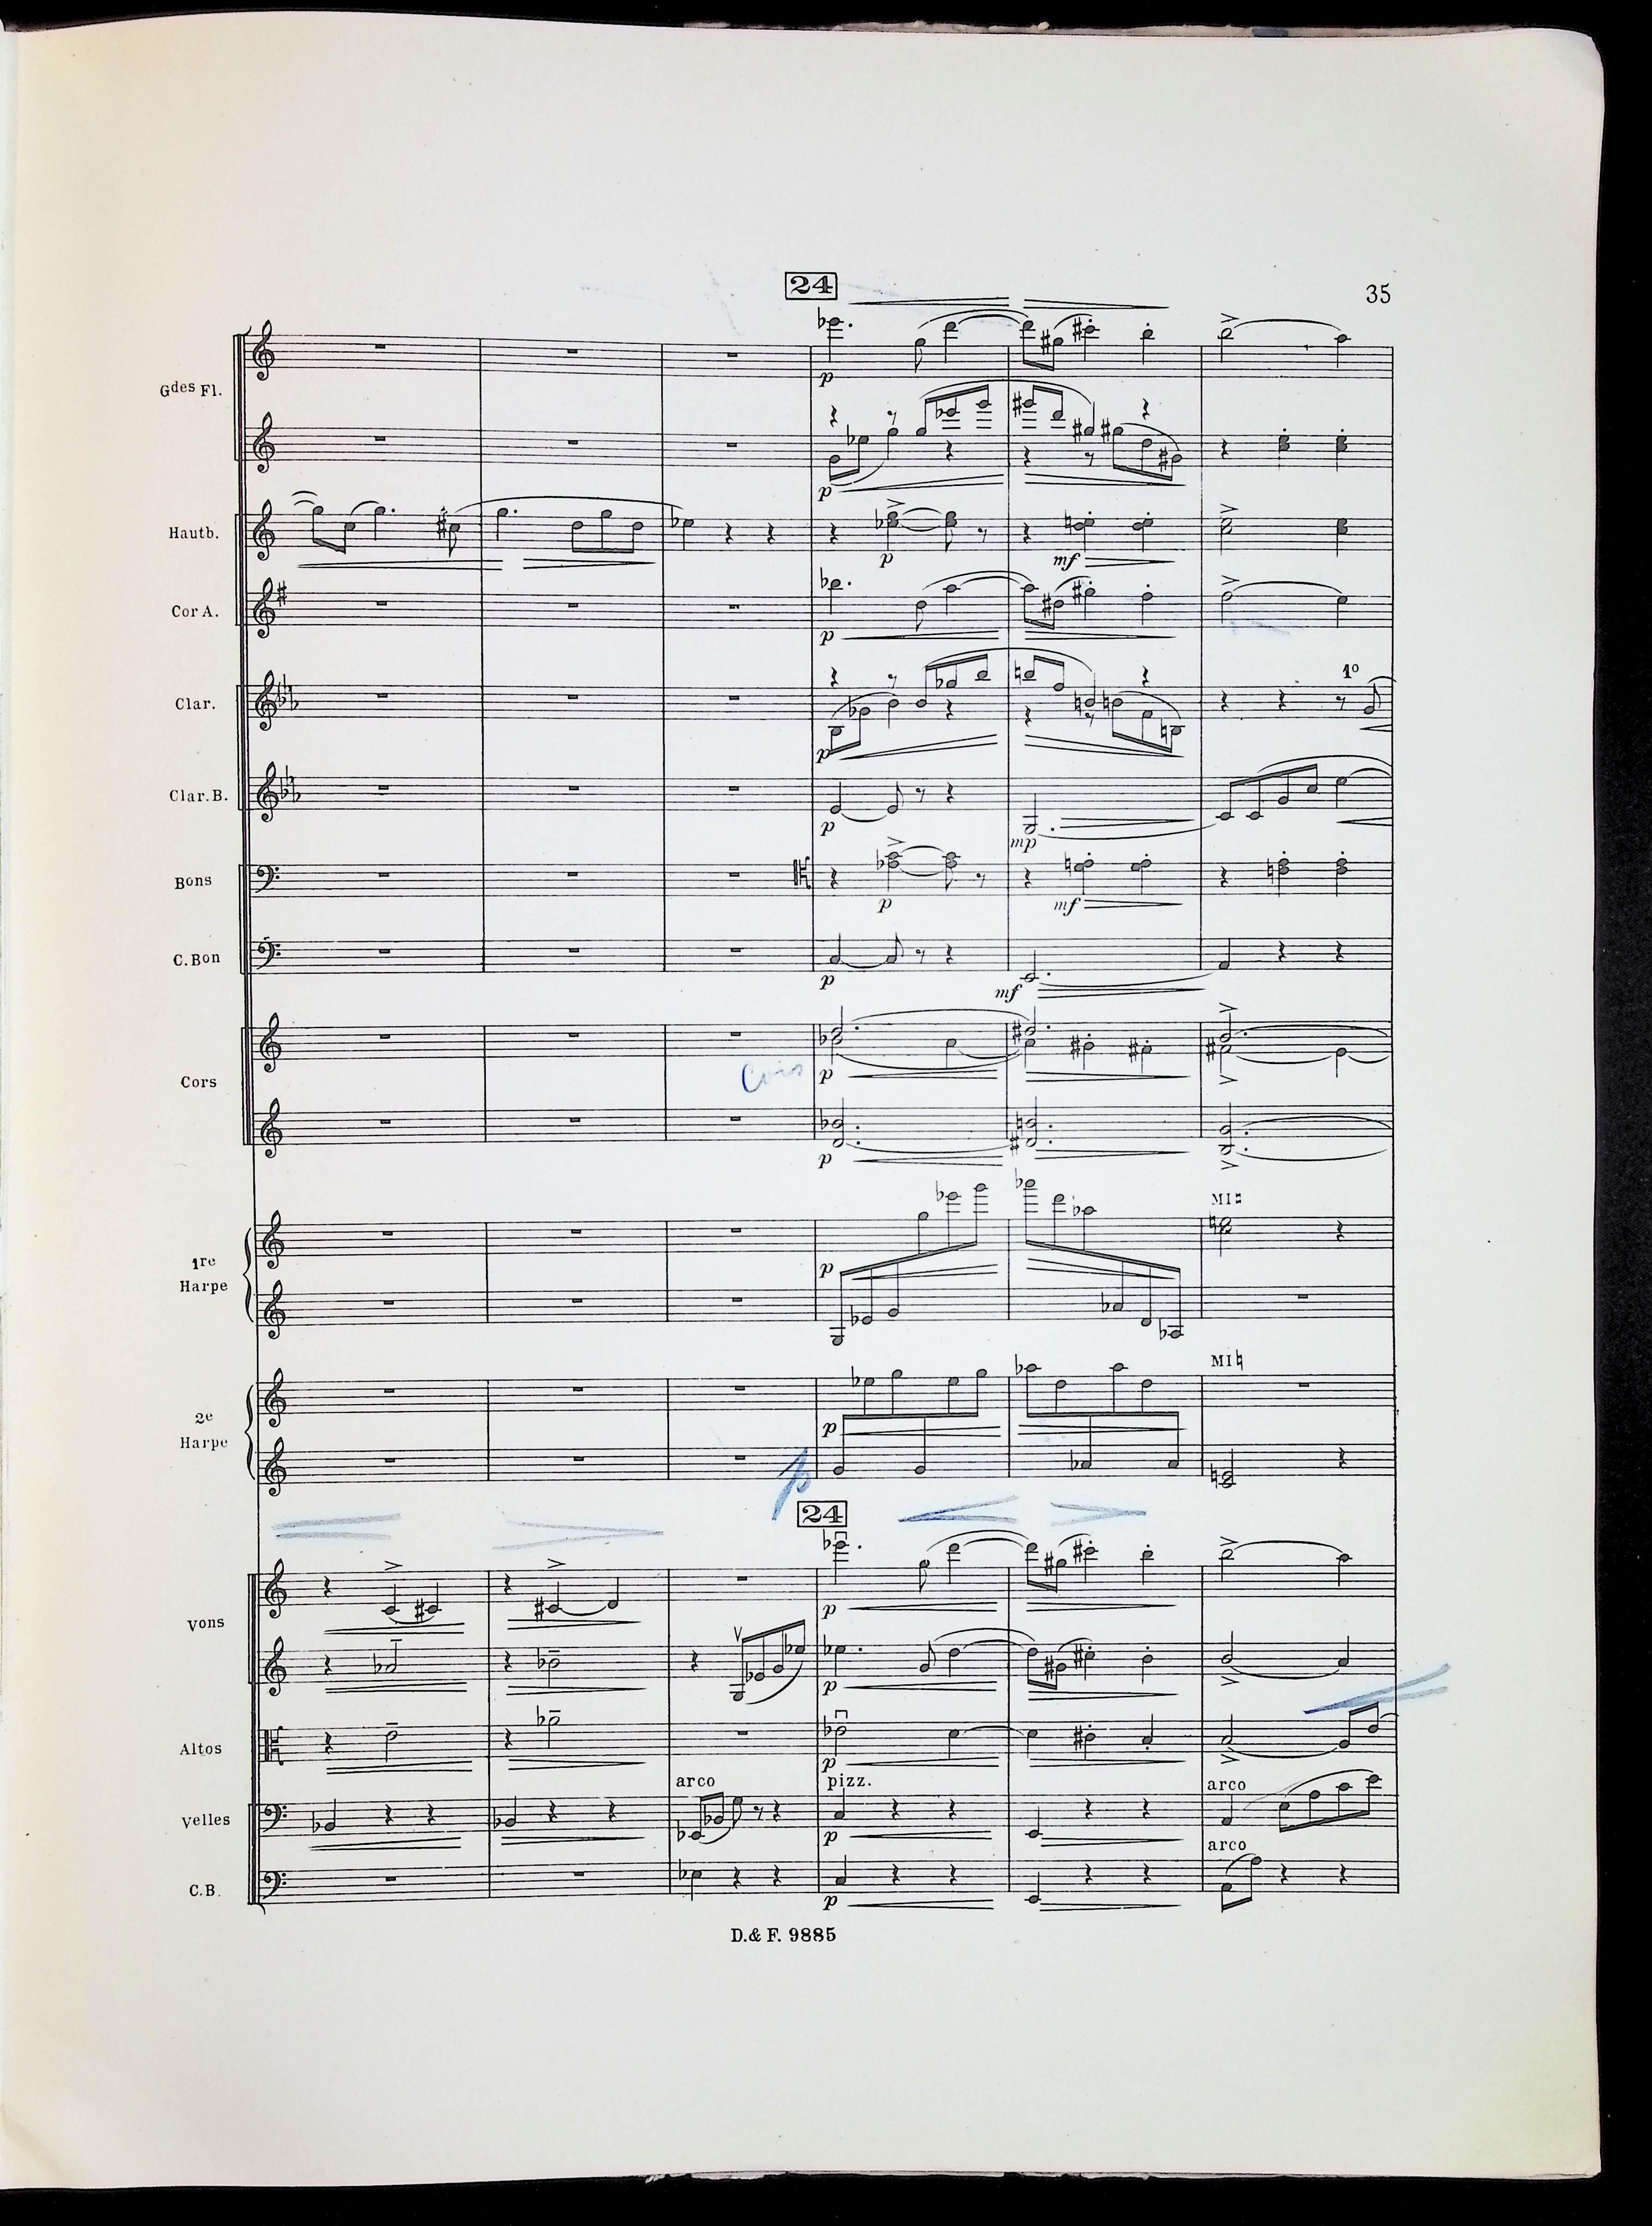 24
35
Gdes Fl.
p
p
Hautb.
p
mf
Cor A.
p
Clar.
1o
p
Clar.B.
p
mp
Bons
p
mf
C.Bon
p
mf
Cors
Cors
p
p
1re
Harpe
MI♮
p
2e
Harpe
MI♮
p
p
24
Vons
p
p
Altos
p
arco
pizz.
arco
Velles
p
arco
C.B.
p
D.& F. 9885